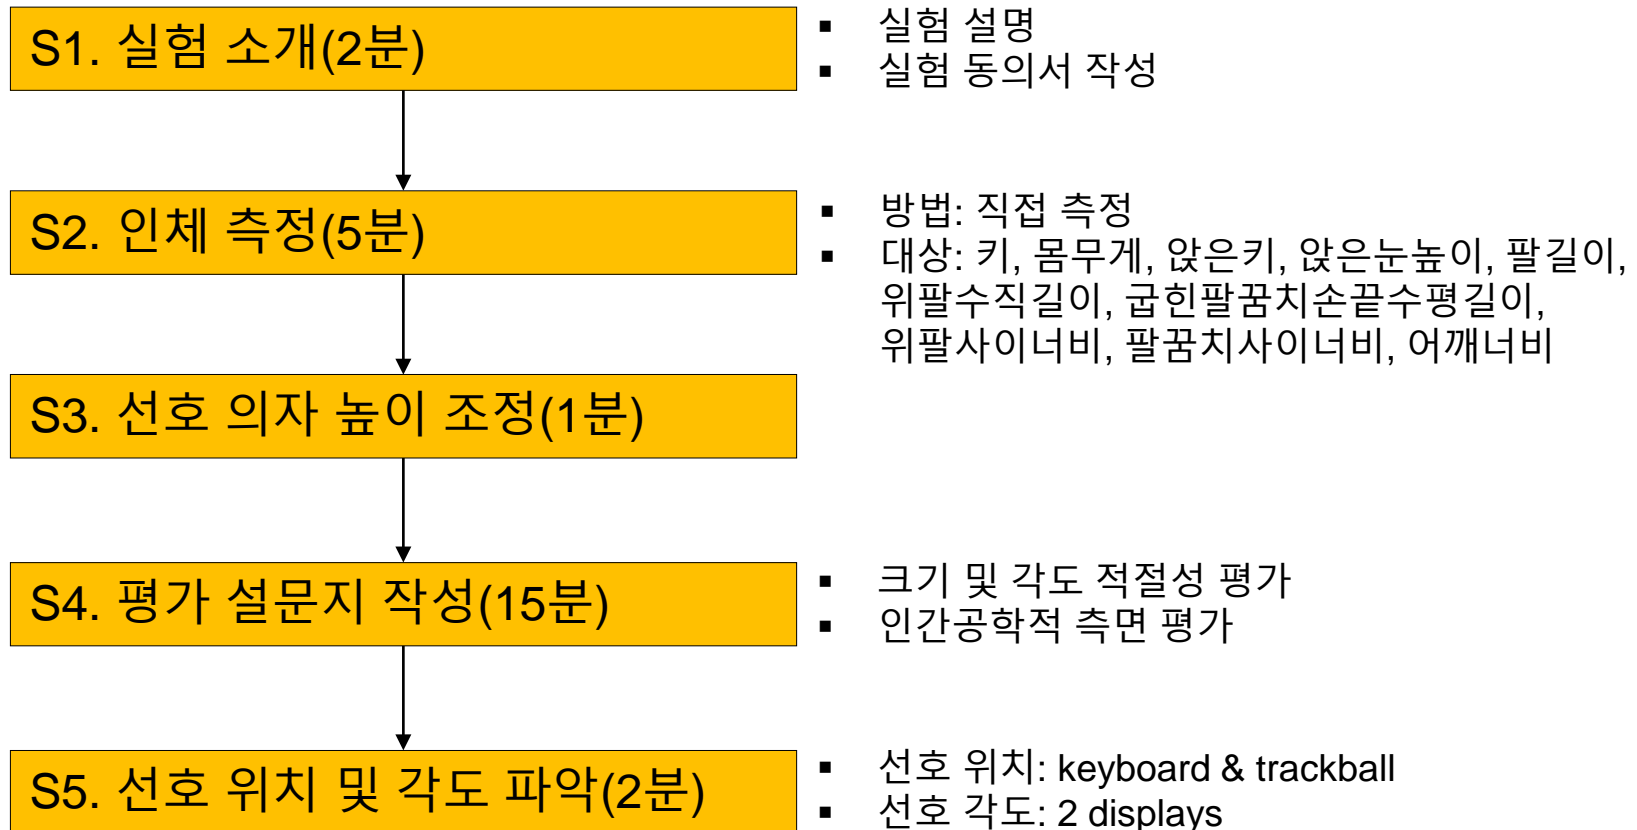 S1. 실험 소개(2분)
▪ 실험 설명
▪ 실험 동의서 작성
S2. 인체 측정(5분)
▪ 방법: 직접 측정
▪ 대상: 키, 몸무게, 앉은키, 앉은눈높이, 팔길이,
위팔수직길이, 굽힌팔꿈치손끝수평길이,
위팔사이너비, 팔꿈치사이너비, 어깨너비
S3. 선호 의자 높이 조정(1분)
S4. 평가 설문지 작성(15분)
▪ 크기 및 각도 적절성 평가
▪ 인간공학적 측면 평가
S5. 선호 위치 및 각도 파악(2분)
▪ 선호 위치: keyboard & trackball
▪ 선호 각도: 2 displays